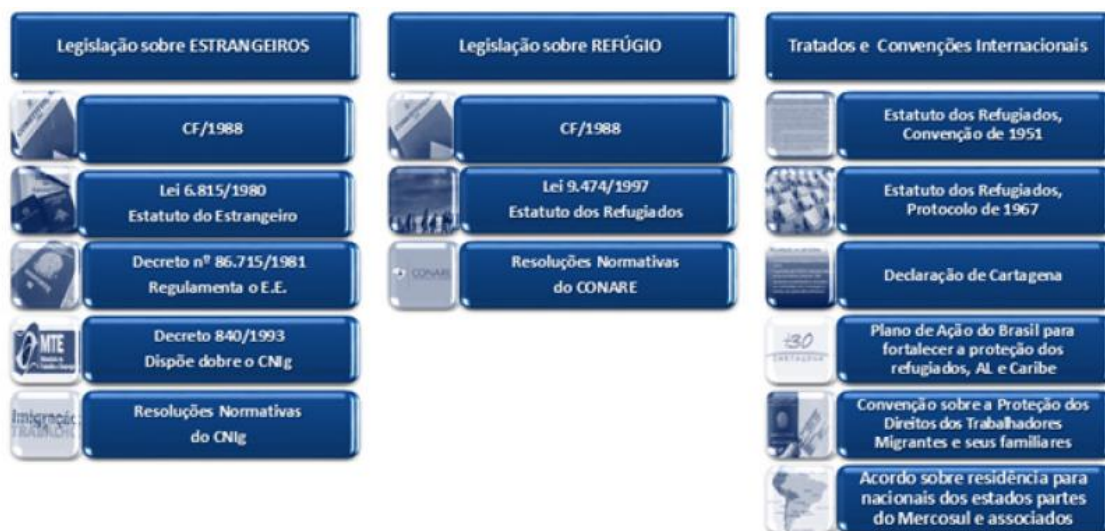 Legislação sobre ESTRANGEIROS
CF/1988
Lei 6.815/1980
Estatuto do Estrangeiro
Decreto nº 86.715/1981
Regulamenta o E.E.
MTE
Decreto 840/1993
Dispõe dobre o CNIg
Imigração
Resoluções Normativas
do CNIg
Legislação sobre REFÚGIO
CF/1988
Lei 9.474/1997
Estatuto dos Refugiados
CONARE
Resoluções Normativas
do CONARE
Tratados e Convenções Internacionais
Estatuto dos Refugiados,
Convenção de 1951
Estatuto dos Refugiados,
Protocolo de 1967
Declaração de Cartagena
+30
CARTAGENA
Plano de Ação do Brasil para
fortalecer a proteção dos
refugiados, AL e Caribe
Convenção sobre a Proteção dos
Direitos dos Trabalhadores
Migrantes e seus familiares
Acordo sobre residência para
nacionais dos estados partes
do Mercosul e associados